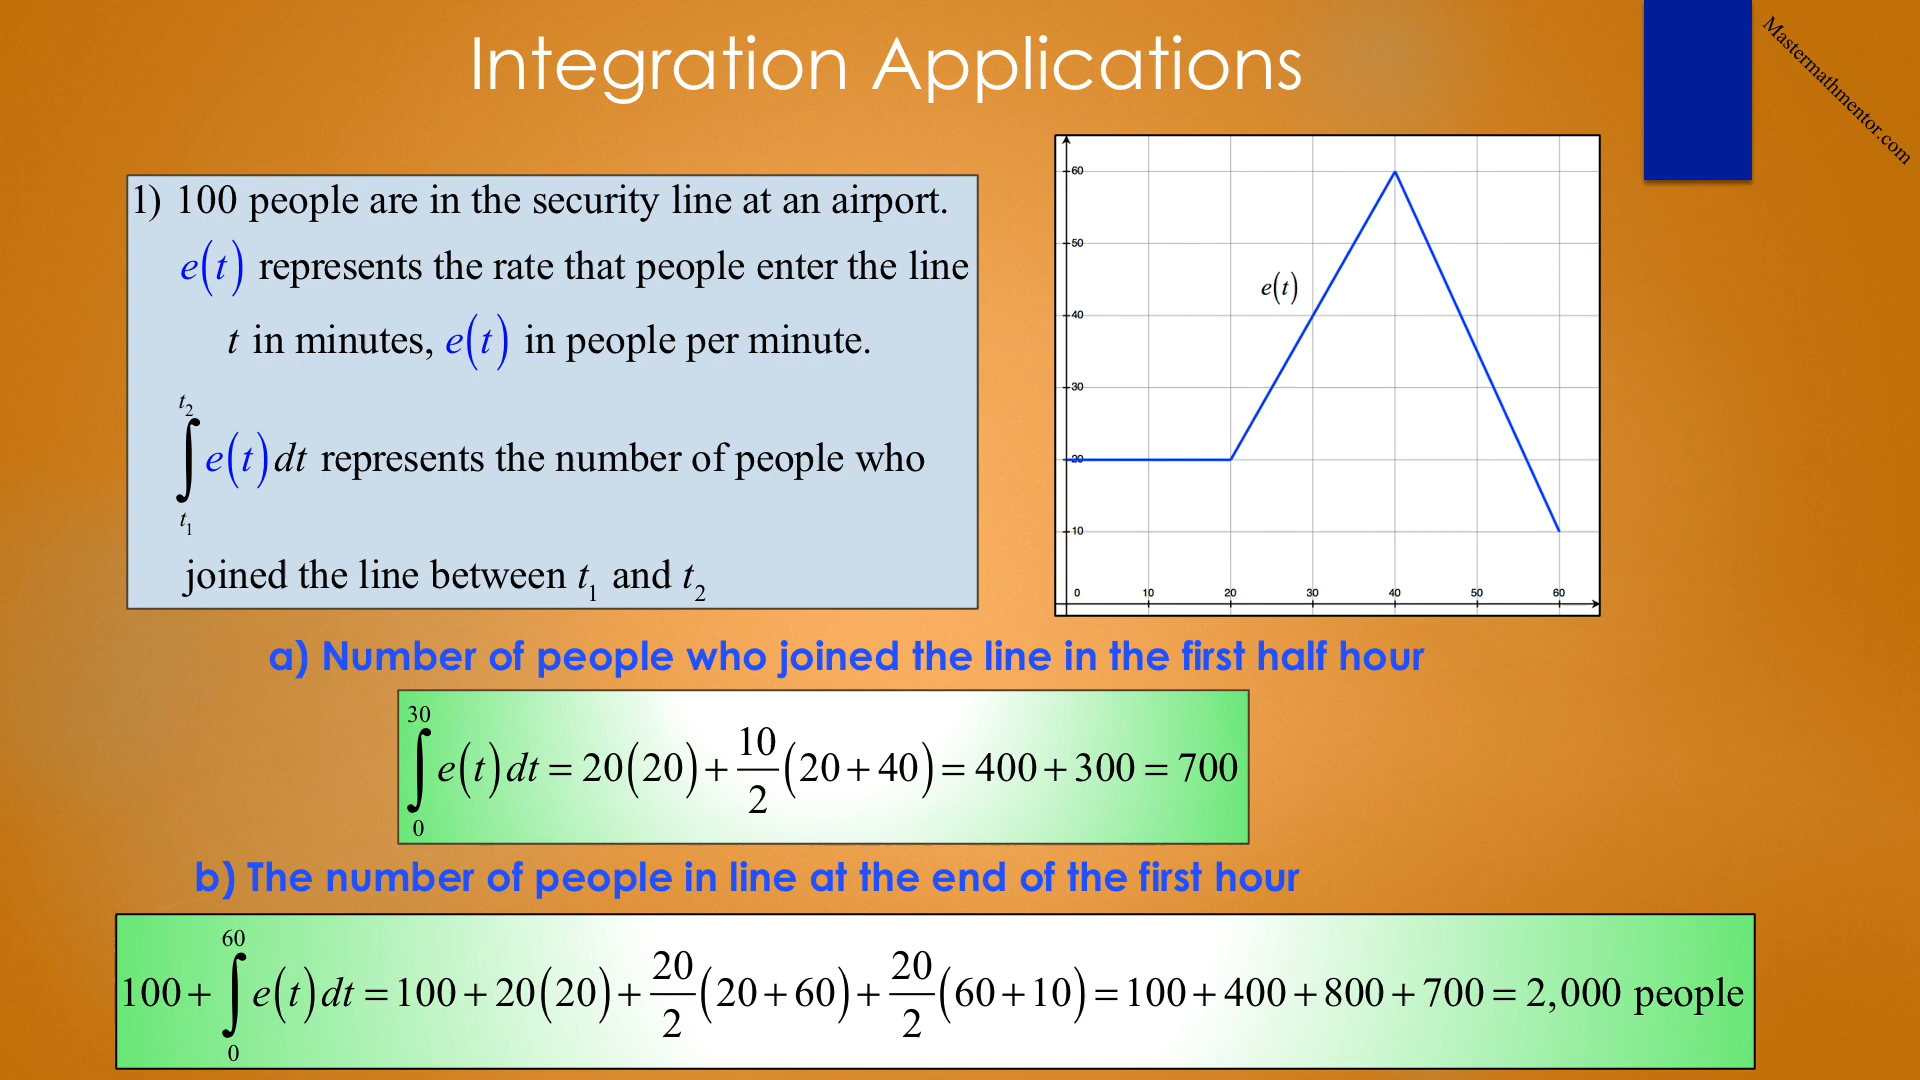 Integration Applications
Mastermathmentor.com
1) 100 people are in the security line at an airport.
e(t) represents the rate that people enter the line
t in minutes, e(t) in people per minute.
∫_{t₁}^{t₂} e(t) dt represents the number of people who
joined the line between t₁ and t₂
60
50
e(t)
40
30
20
10
0 10 20 30 40 50 60
a) Number of people who joined the line in the first half hour
∫_{0}^{30} e(t) dt = 20(20) + 10/2 (20 + 40) = 400 + 300 = 700
b) The number of people in line at the end of the first hour
100 + ∫_{0}^{60} e(t) dt = 100 + 20(20) + 20/2 (20 + 60) + 20/2 (60 + 10) = 100 + 400 + 800 + 700 = 2,000 people